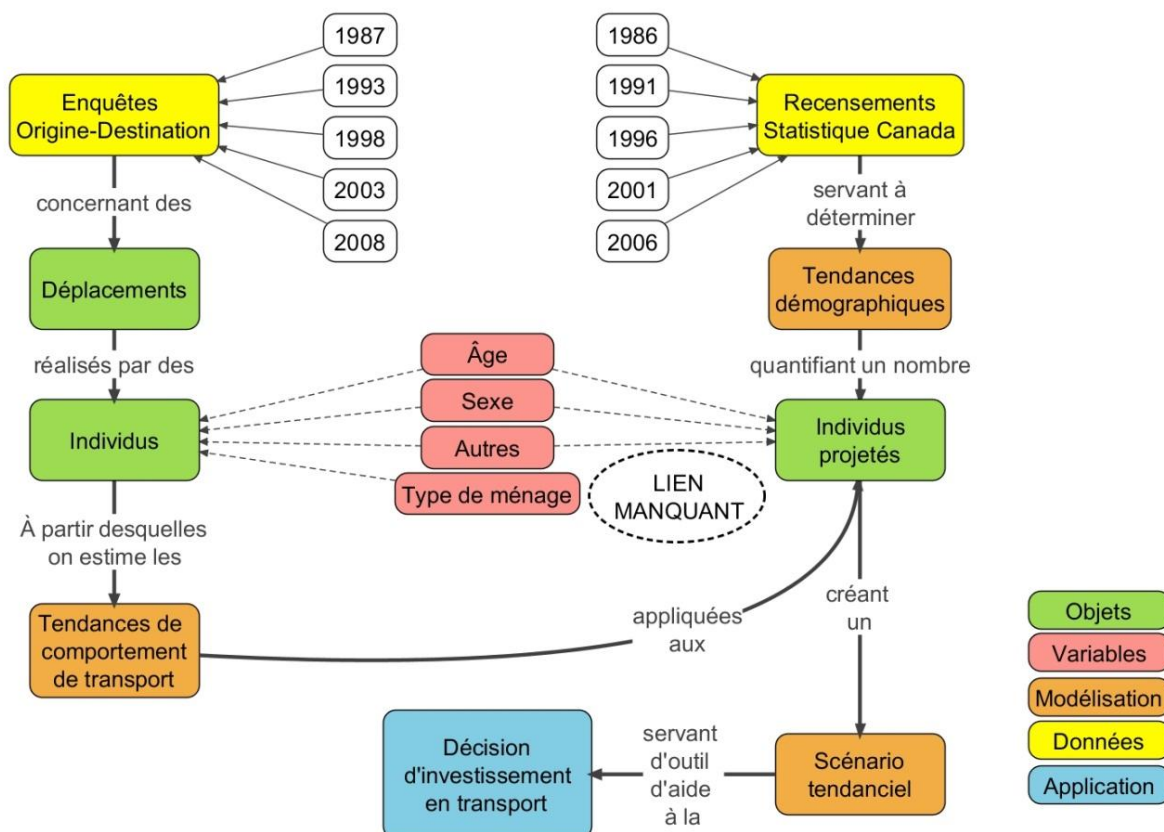 1987
1993
1998
2003
2008
Enquêtes
Origine-Destination
concernant des
Déplacements
réalisés par des
Individus
À partir desquelles
on estime les
Tendances de
comportement
de transport
1986
1991
1996
2001
2006
Recensements
Statistique Canada
servant à
déterminer
Tendances
démographiques
quantifiant un nombre
Individus
projetés
Âge
Sexe
Autres
Type de ménage
LIEN
MANQUANT
appliquées
aux
créant
un
Scénario
tendanciel
servant
d'outil
d'aide
à la
Décision
d'investissement
en transport
Objets
Variables
Modélisation
Données
Application